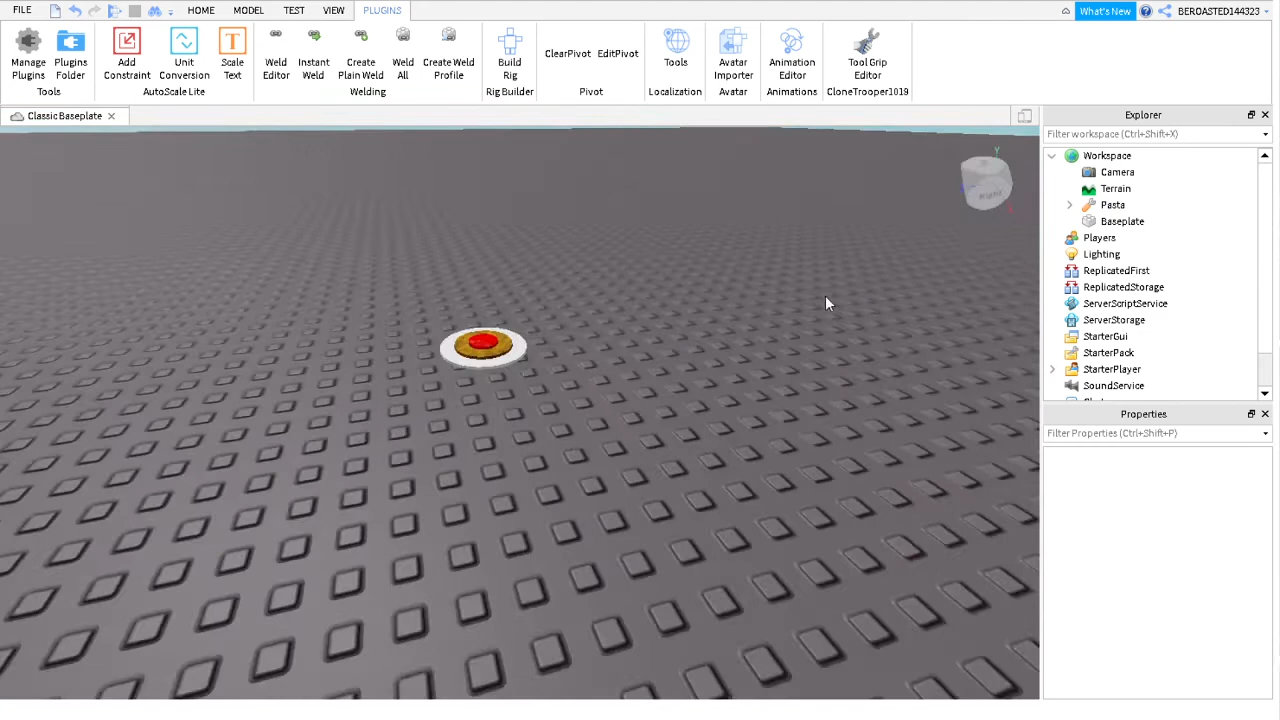 FILE HOME MODEL TEST VIEW PLUGINS What's New BEROASTED144323
Manage Plugins
Plugins Folder
Tools
Add Constraint
Unit Conversion
Scale Text
AutoScale Lite
Weld Editor
Instant Weld
Create Plain Weld
Weld All
Create Weld Profile
Welding
Build Rig
Rig Builder
ClearPivot EditPivot
Pivot
Tools
Localization
Avatar Importer
Avatar
Animation Editor
Animations
Tool Grip Editor
CloneTrooper1019
Classic Baseplate
Y
Right
Explorer
Filter workspace (Ctrl+Shift+X)
Workspace
Camera
Terrain
Pasta
Baseplate
Players
Lighting
ReplicatedFirst
ReplicatedStorage
ServerScriptService
ServerStorage
StarterGui
StarterPack
StarterPlayer
SoundService
Properties
Filter Properties (Ctrl+Shift+P)